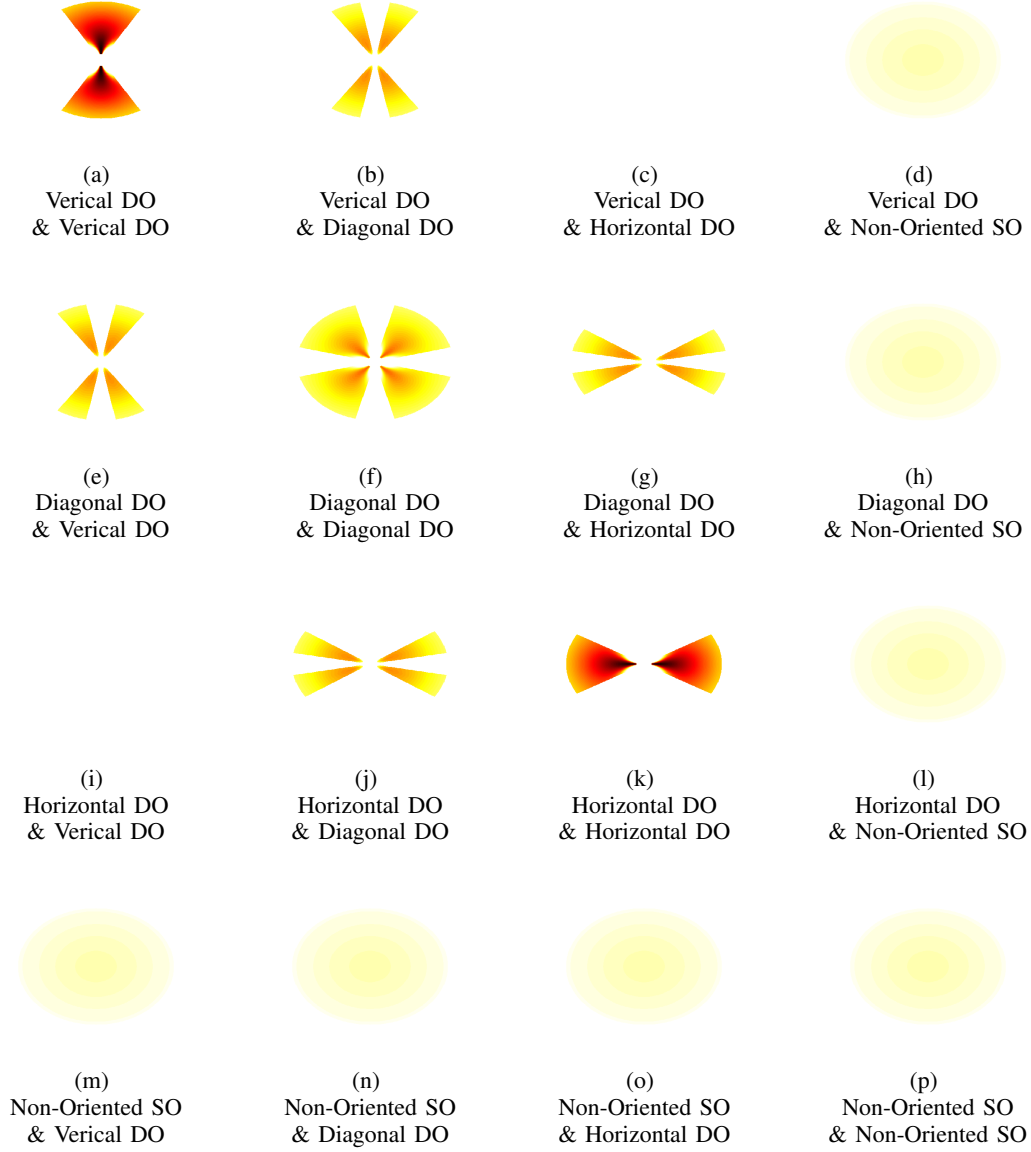 (a)
Verical DO
& Verical DO
(b)
Verical DO
& Diagonal DO
(c)
Verical DO
& Horizontal DO
(d)
Verical DO
& Non-Oriented SO
(e)
Diagonal DO
& Verical DO
(f)
Diagonal DO
& Diagonal DO
(g)
Diagonal DO
& Horizontal DO
(h)
Diagonal DO
& Non-Oriented SO
(i)
Horizontal DO
& Verical DO
(j)
Horizontal DO
& Diagonal DO
(k)
Horizontal DO
& Horizontal DO
(l)
Horizontal DO
& Non-Oriented SO
(m)
Non-Oriented SO
& Verical DO
(n)
Non-Oriented SO
& Diagonal DO
(o)
Non-Oriented SO
& Horizontal DO
(p)
Non-Oriented SO
& Non-Oriented SO